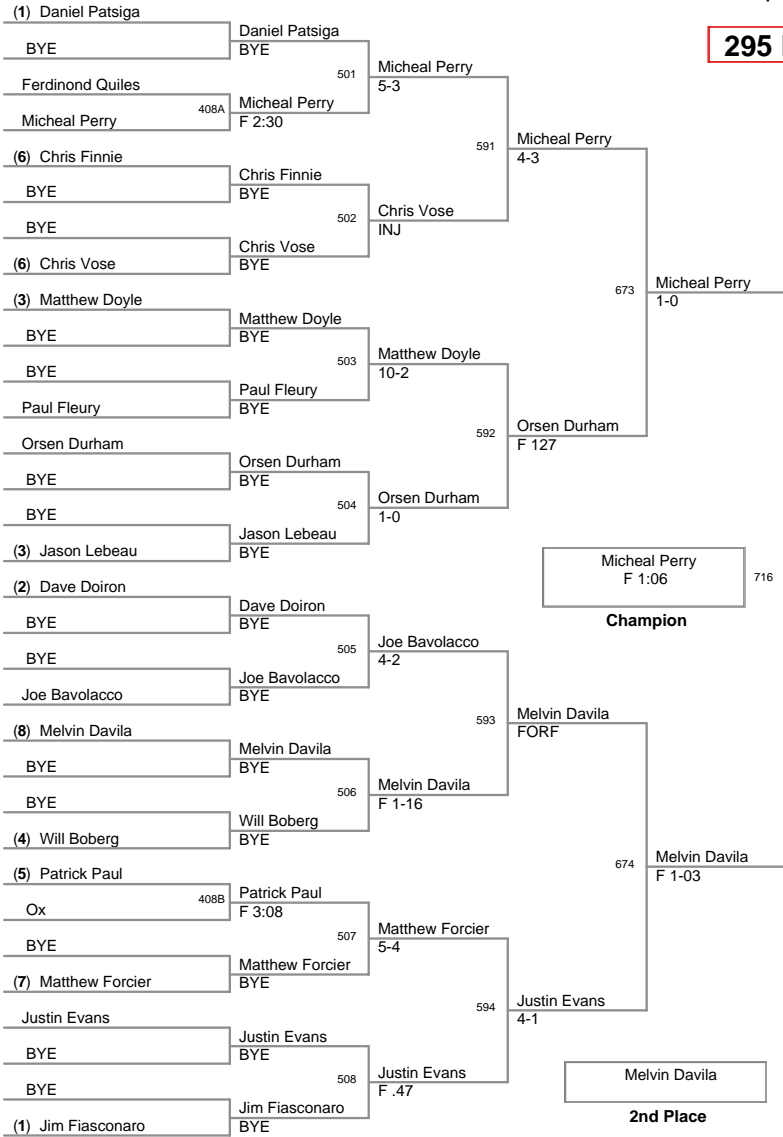 (1) Daniel Patsiga
BYE
Ferdinond Quiles
Micheal Perry
(6) Chris Finnie
BYE
BYE
(6) Chris Vose
(3) Matthew Doyle
BYE
BYE
Paul Fleury
Orsen Durham
BYE
BYE
(3) Jason Lebeau
(2) Dave Doiron
BYE
BYE
Joe Bavolacco
(8) Melvin Davila
BYE
BYE
(4) Will Boberg
(5) Patrick Paul
Ox
BYE
(7) Matthew Forcier
Justin Evans
BYE
BYE
(1) Jim Fiasconaro
408A
408B
Daniel Patsiga
BYE
Micheal Perry
F 2:30
Chris Finnie
BYE
Chris Vose
BYE
Matthew Doyle
BYE
Paul Fleury
BYE
Orsen Durham
BYE
Jason Lebeau
BYE
Dave Doiron
BYE
Joe Bavolacco
BYE
Melvin Davila
BYE
Will Boberg
BYE
Patrick Paul
F 3:08
Matthew Forcier
BYE
Justin Evans
BYE
Jim Fiasconaro
BYE
501
502
503
504
505
506
507
508
Micheal Perry
5-3
Chris Vose
INJ
Matthew Doyle
10-2
Orsen Durham
1-0
Joe Bavolacco
4-2
Melvin Davila
F 1-16
Matthew Forcier
5-4
Justin Evans
F .47
591
592
593
594
Micheal Perry
4-3
Orsen Durham
F 127
Melvin Davila
FORF
Justin Evans
4-1
673
674
Micheal Perry
1-0
Melvin Davila
F 1-03
295
Micheal Perry
F 1:06
716
Champion
Melvin Davila
2nd Place